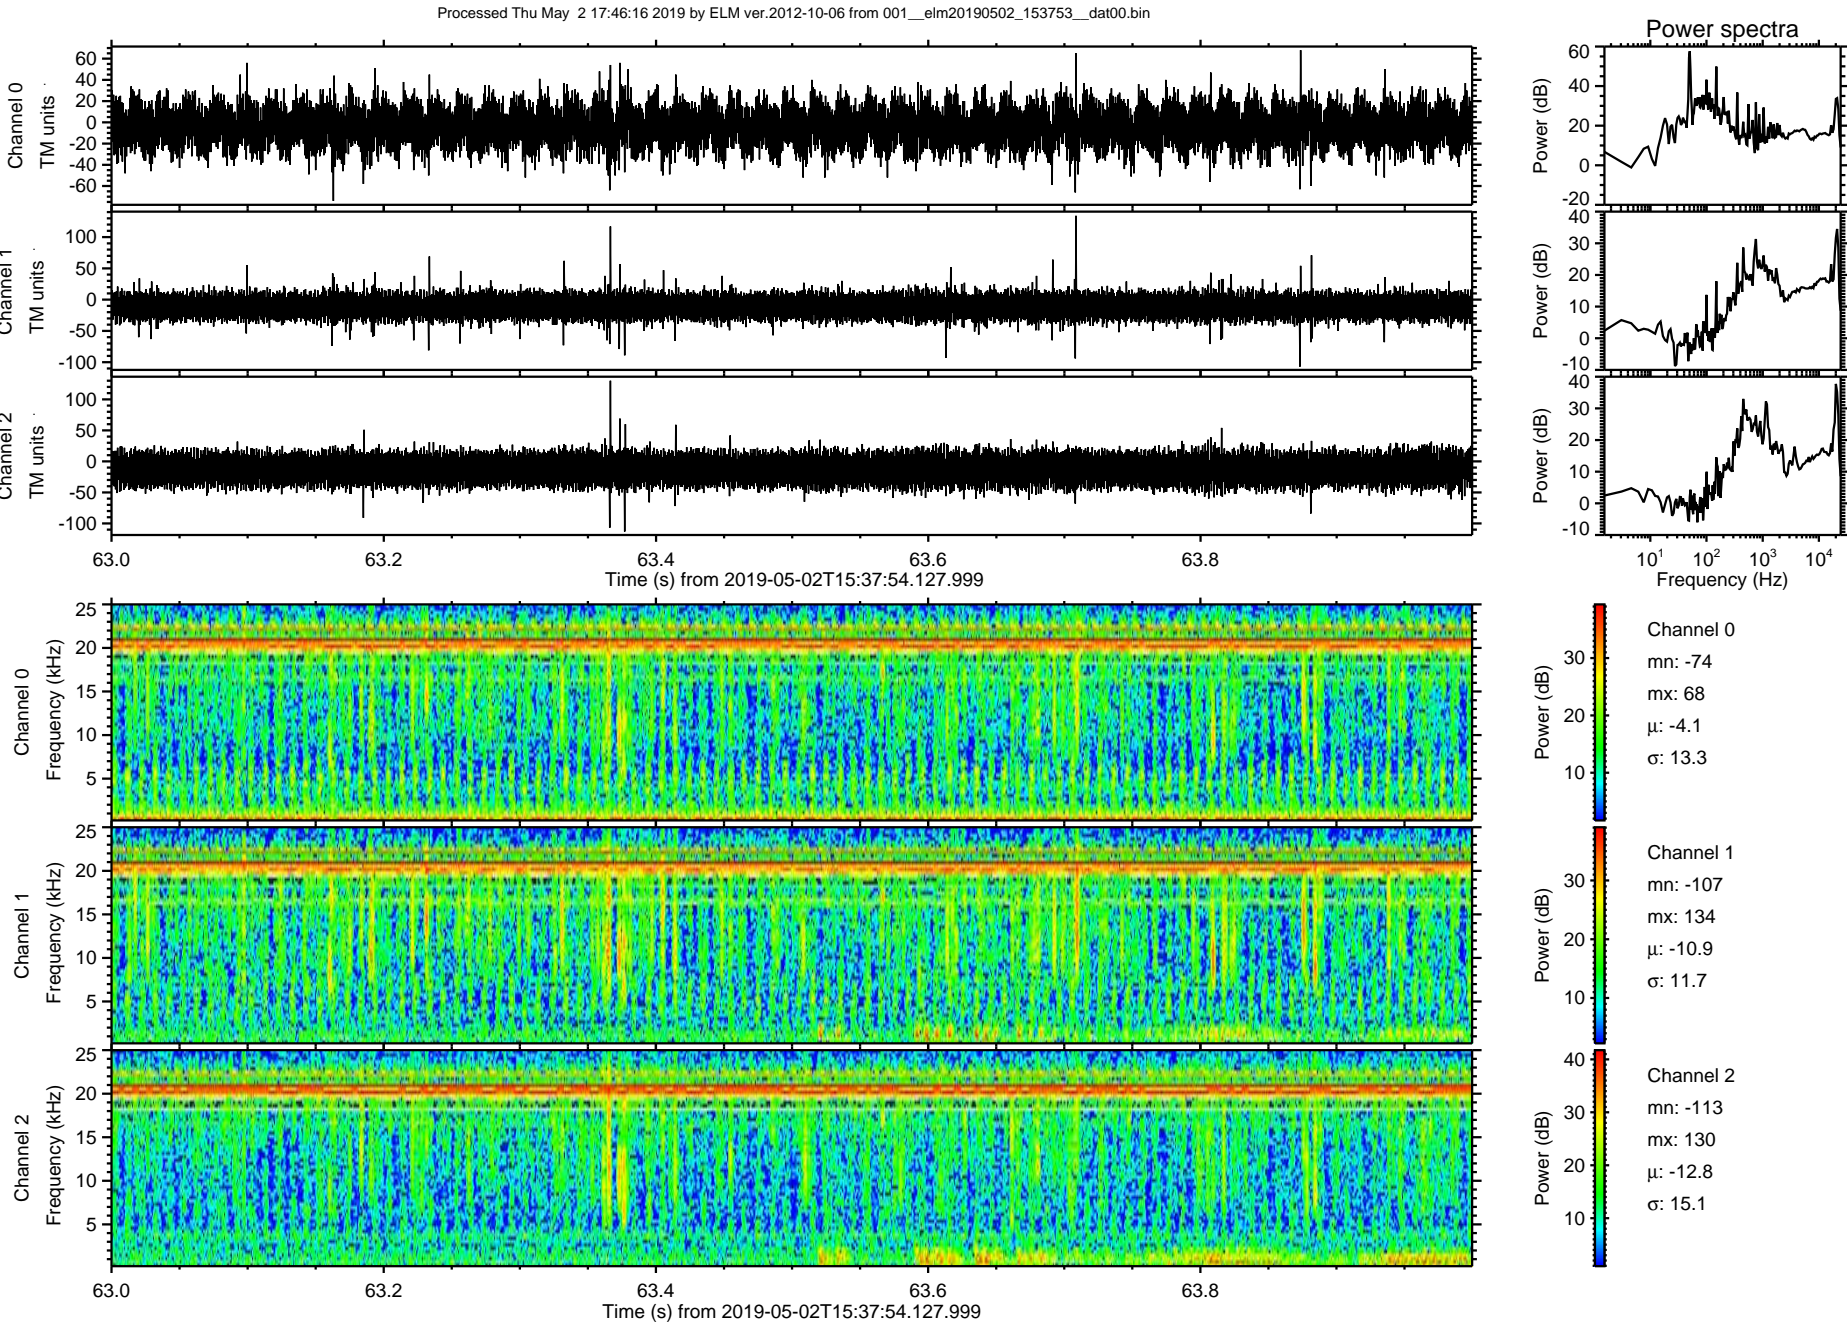 Processed Thu May  2 17:46:16 2019 by ELM ver.2012-10-06 from 001__elm20190502_153753__dat00.bin
Power spectra
Channel 0
TM units
60
40
20
0
-20
-40
-60
Power (dB)
60
40
20
0
-20
Channel 1
TM units
100
50
0
-50
-100
Power (dB)
40
30
20
10
0
-10
Channel 2
TM units
100
50
0
-50
-100
Power (dB)
40
30
20
10
0
-10
63.0 63.2 63.4 63.6 63.8
Time (s) from 2019-05-02T15:37:54.127.999
10¹ 10² 10³ 10⁴
Frequency (Hz)
Channel 0
Frequency (kHz)
25
20
15
10
5
Power (dB)
30
20
10
Channel 0
mn: -74
mx: 68
μ: -4.1
σ: 13.3
Channel 1
Frequency (kHz)
25
20
15
10
5
Power (dB)
30
20
10
Channel 1
mn: -107
mx: 134
μ: -10.9
σ: 11.7
Channel 2
Frequency (kHz)
25
20
15
10
5
Power (dB)
40
30
20
10
Channel 2
mn: -113
mx: 130
μ: -12.8
σ: 15.1
63.0 63.2 63.4 63.6 63.8
Time (s) from 2019-05-02T15:37:54.127.999